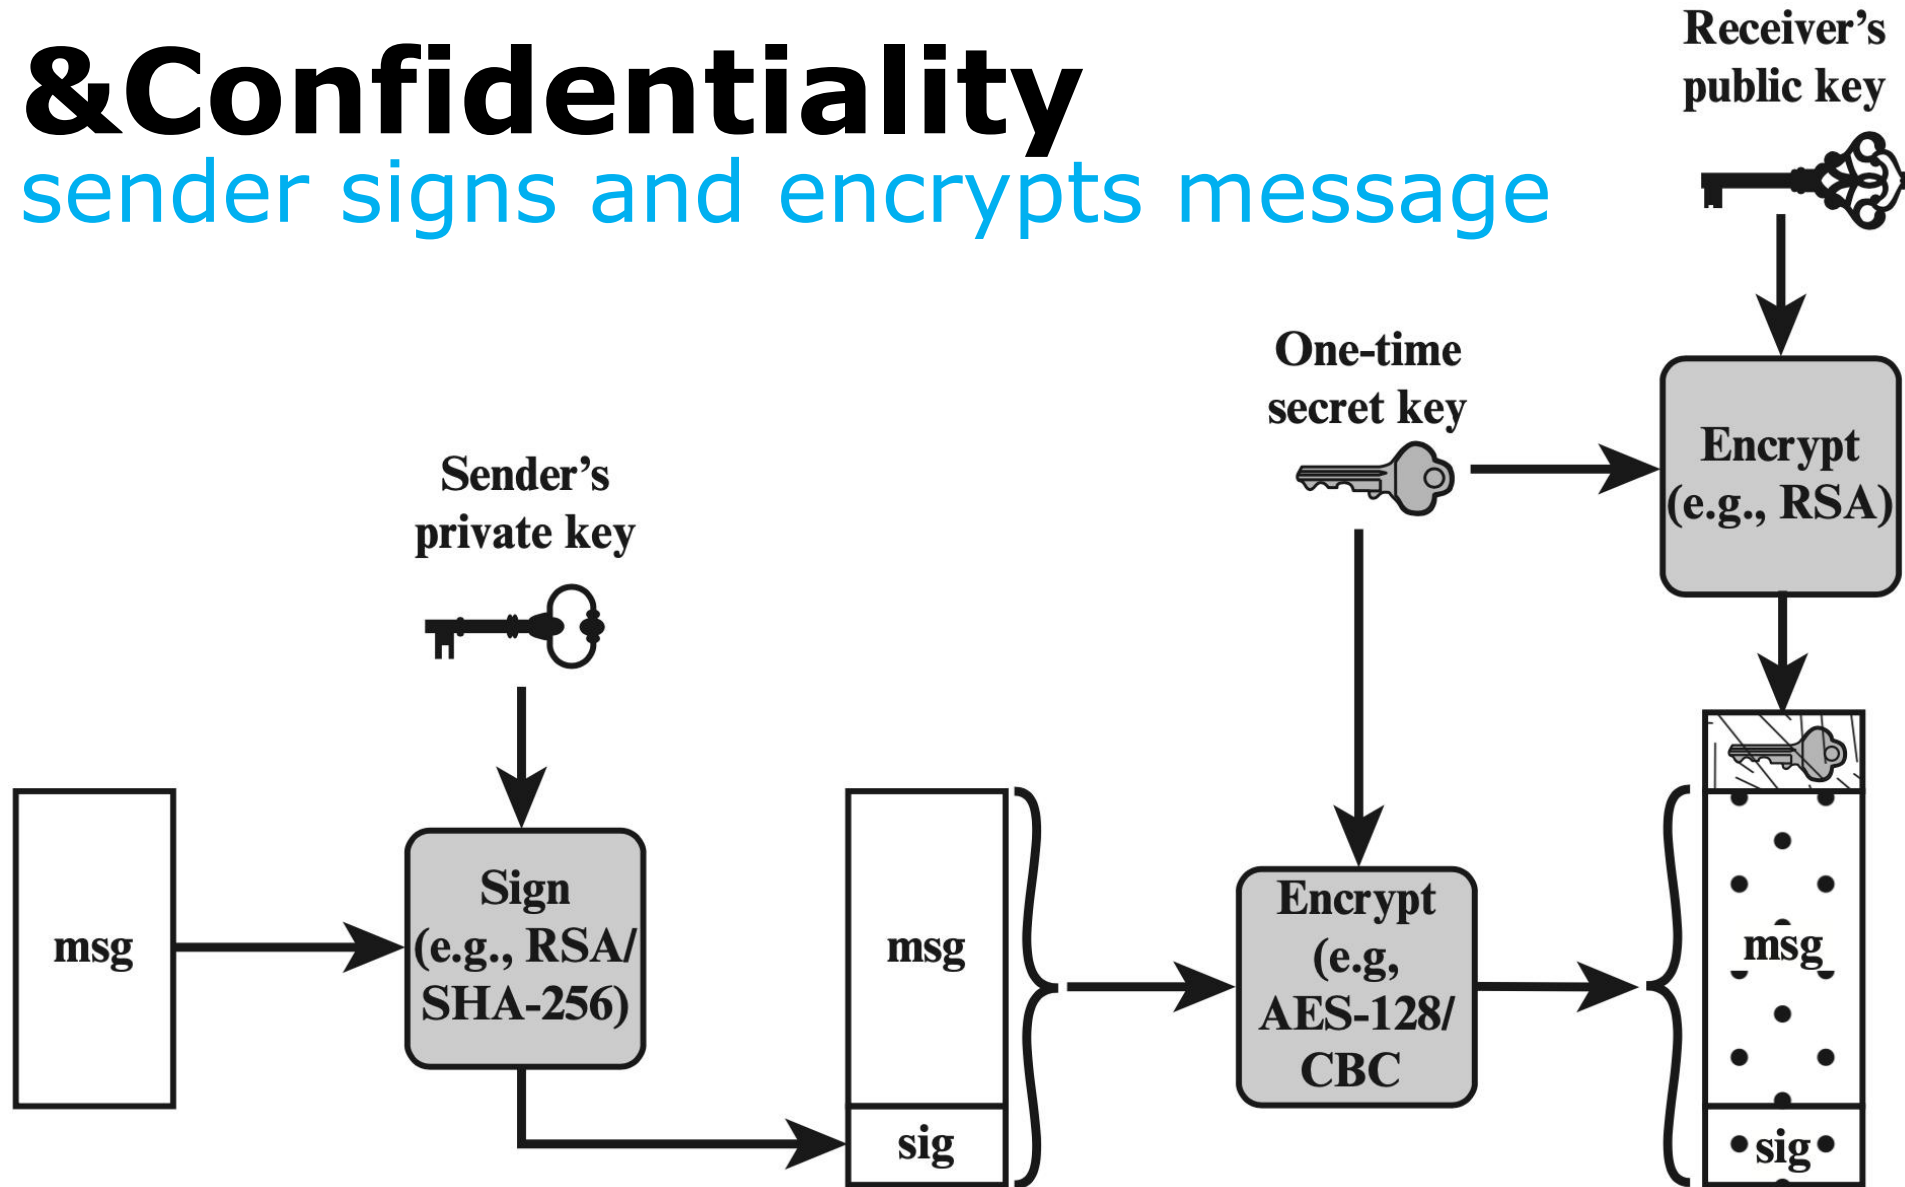 &Confidentiality
sender signs and encrypts message
Receiver’s
public key
One-time
secret key
Encrypt
(e.g., RSA)
Sender’s
private key
msg
Sign
(e.g., RSA/
SHA-256)
msg
sig
Encrypt
(e.g,
AES-128/
CBC
msg
sig